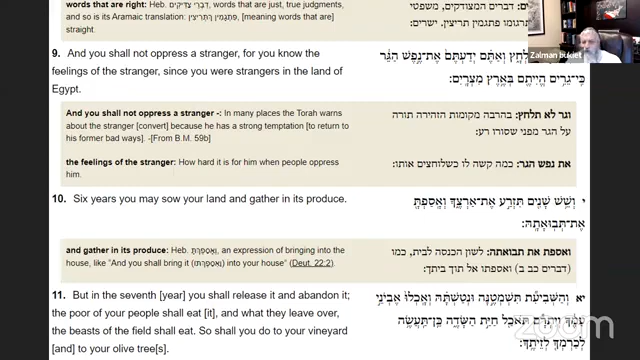 words that are right: Heb. דִּבְרֵי צַדִּיקִים, words that are just, true judgments,
and so is its Aramaic translation: פִּתְגָּמִין תְּרִיצִין, [meaning words that are]
straight.
דברים המצודקים, משפטי
תרגומו פתגמין תריצין, ישרים:
Zalman bukiet
9. And you shall not oppress a stranger, for you know the
feelings of the stranger, since you were strangers in the land of
Egypt.
תִלְחָ֑ץ וְאַתֶּ֗ם יְדַעְתֶּם֙ אֶת־נֶ֣פֶשׁ הַגֵּ֔ר
כִּֽי־גֵרִ֥ים הֱיִיתֶ֖ם בְּאֶ֥רֶץ מִצְרָֽיִם:
And you shall not oppress a stranger -: In many places the Torah warns
about the stranger [convert] because he has a strong temptation [to return to
his former bad ways]. -[From B.M. 59b]
וגר לא תלחץ: בהרבה מקומות הזהירה תורה
על הגר מפני שסורו רע:
the feelings of the stranger: How hard it is for him when people oppress
him.
את נפש הגר: כמה קשה לו כשלוחצים אותו:
10. Six years you may sow your land and gather in its produce.
י וְשֵׁ֥שׁ שָׁנִ֖ים תִּזְרַ֣ע אֶת־אַרְצֶ֑ךָ וְאָסַפְתָּ֖
אֶת־תְּבֽוּאָתָֽהּ:
and gather in its produce: Heb. וְאָסַפְתָּ, an expression of bringing into the
house, like “And you shall bring it (וַאֲסַפְתּוֹ) into your house” (Deut. 22:2).
ואספת את תבואתה: לשון הכנסה לבית, כמו
(דברים כב ב) ואספתו אל תוך ביתך:
11. But in the seventh [year] you shall release it and abandon it;
the poor of your people shall eat [it], and what they leave over,
the beasts of the field shall eat. So shall you do to your vineyard
[and] to your olive tree[s].
יא וְהַשְּׁבִיעִ֞ת תִּשְׁמְטֶ֣נָּה וּנְטַשְׁתָּ֗הּ וְאָֽכְלוּ֙ אֶבְיֹנֵ֣י
עַמֶּ֔ךָ וְיִתְרָ֕ם תֹּאכַ֖ל חַיַּ֣ת הַשָּׂדֶ֑ה כֵּֽן־תַּעֲשֶׂ֥ה
לְכַרְמְךָ֖ לְזֵיתֶֽךָ:
zoom